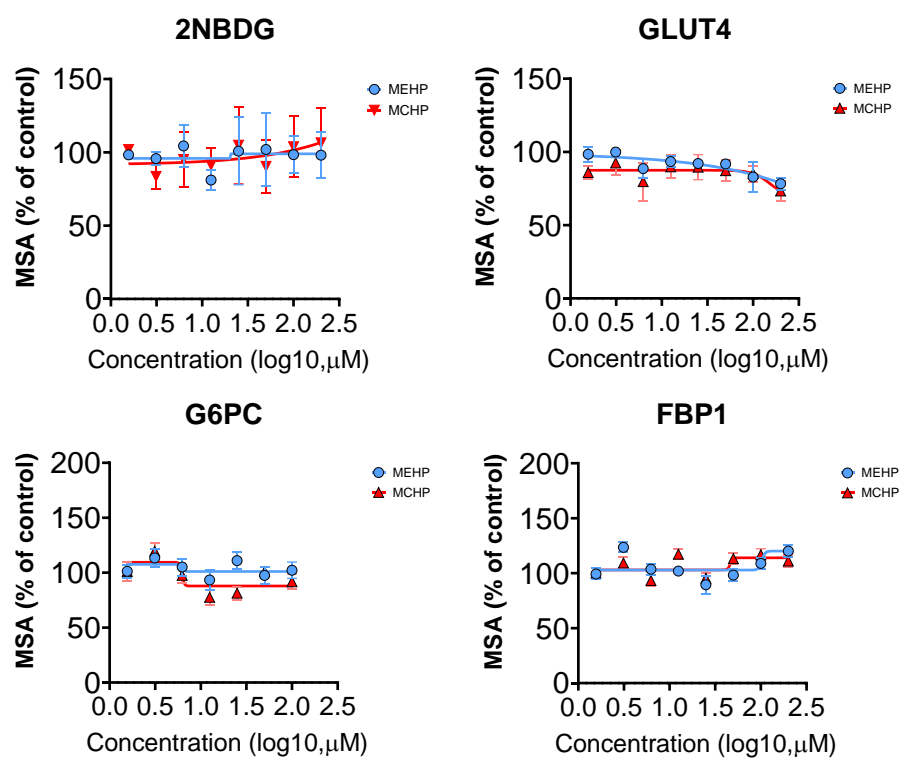 2NBDG
MSA (% of control)
150
100
50
0
0.0 0.5 1.0 1.5 2.0 2.5
Concentration (log10,μM)
MEHP
MCHP
GLUT4
MSA (% of control)
150
100
50
0
0.0 0.5 1.0 1.5 2.0 2.5
Concentration (log10,μM)
MEHP
MCHP
G6PC
MSA (% of control)
200
150
100
50
0
0.0 0.5 1.0 1.5 2.0 2.5
Concentration (log10,μM)
MEHP
MCHP
FBP1
MSA (% of control)
200
150
100
50
0
0.0 0.5 1.0 1.5 2.0 2.5
Concentration (log10,μM)
MEHP
MCHP